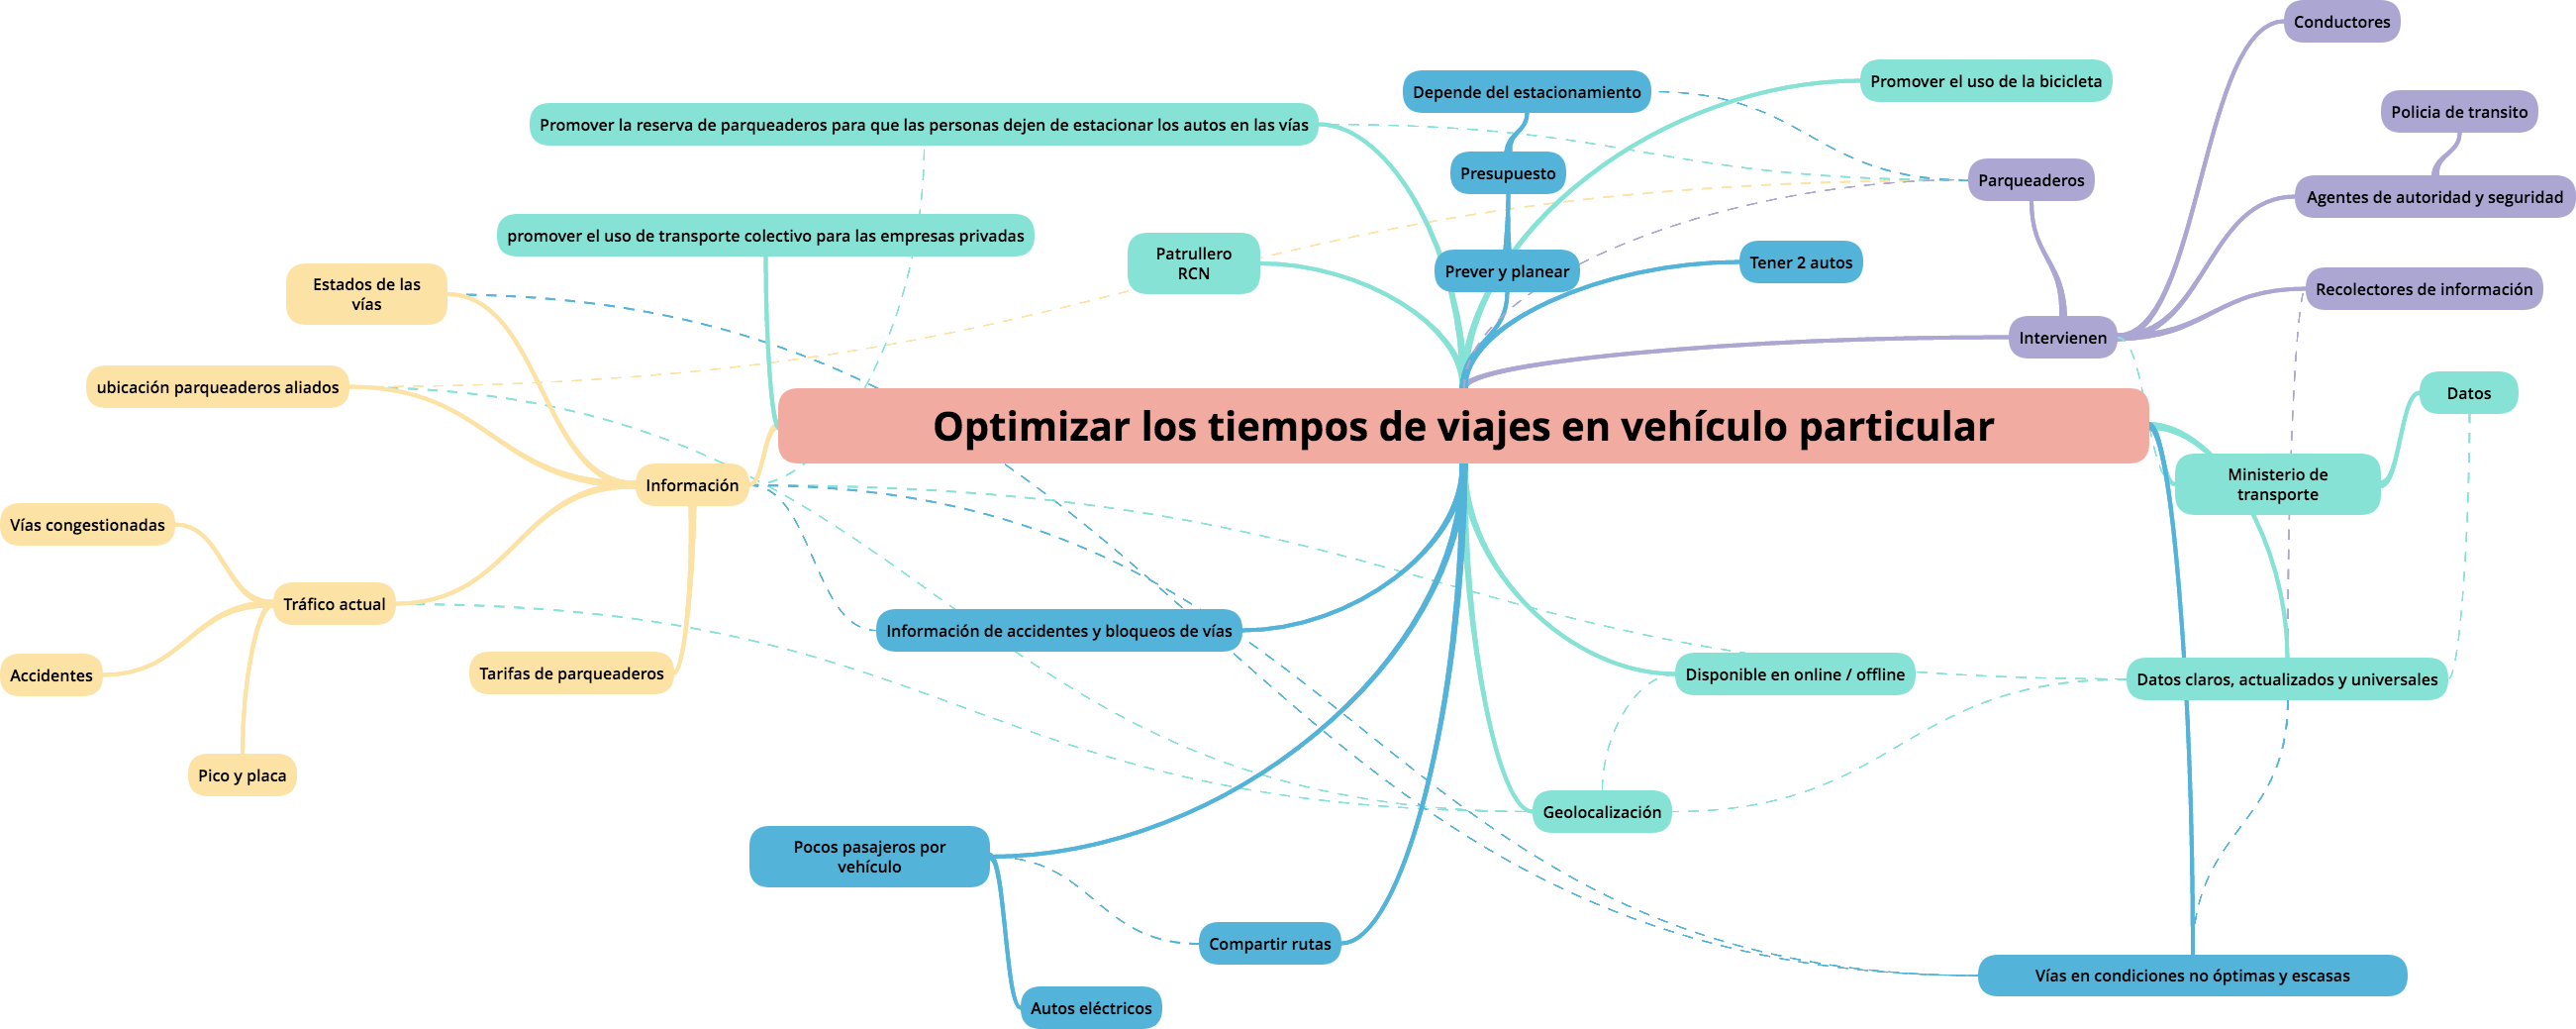 Conductores
Promover el uso de la bicicleta
Depende del estacionamiento
Policia de transito
Promover la reserva de parqueaderos para que las personas dejen de estacionar los autos en las vías
Presupuesto
Parqueaderos
Agentes de autoridad y seguridad
promover el uso de transporte colectivo para las empresas privadas
Patrullero
RCN
Prever y planear
Tener 2 autos
Estados de las
vías
Recolectores de información
Intervienen
ubicación parqueaderos aliados
Datos
Optimizar los tiempos de viajes en vehículo particular
Información
Ministerio de
transporte
Vías congestionadas
Tráfico actual
Información de accidentes y bloqueos de vías
Accidentes
Tarifas de parqueaderos
Disponible en online / offline
Datos claros, actualizados y universales
Pico y placa
Geolocalización
Pocos pasajeros por
vehículo
Compartir rutas
Vías en condiciones no óptimas y escasas
Autos eléctricos